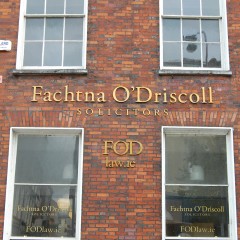 Fachtna O'Driscoll
SOLICITORS
FOD
law.ie
Fachtna O'Driscoll
SOLICITORS
FODlaw.ie
Fachtna O'Driscoll
SOLICITORS
FODlaw.ie